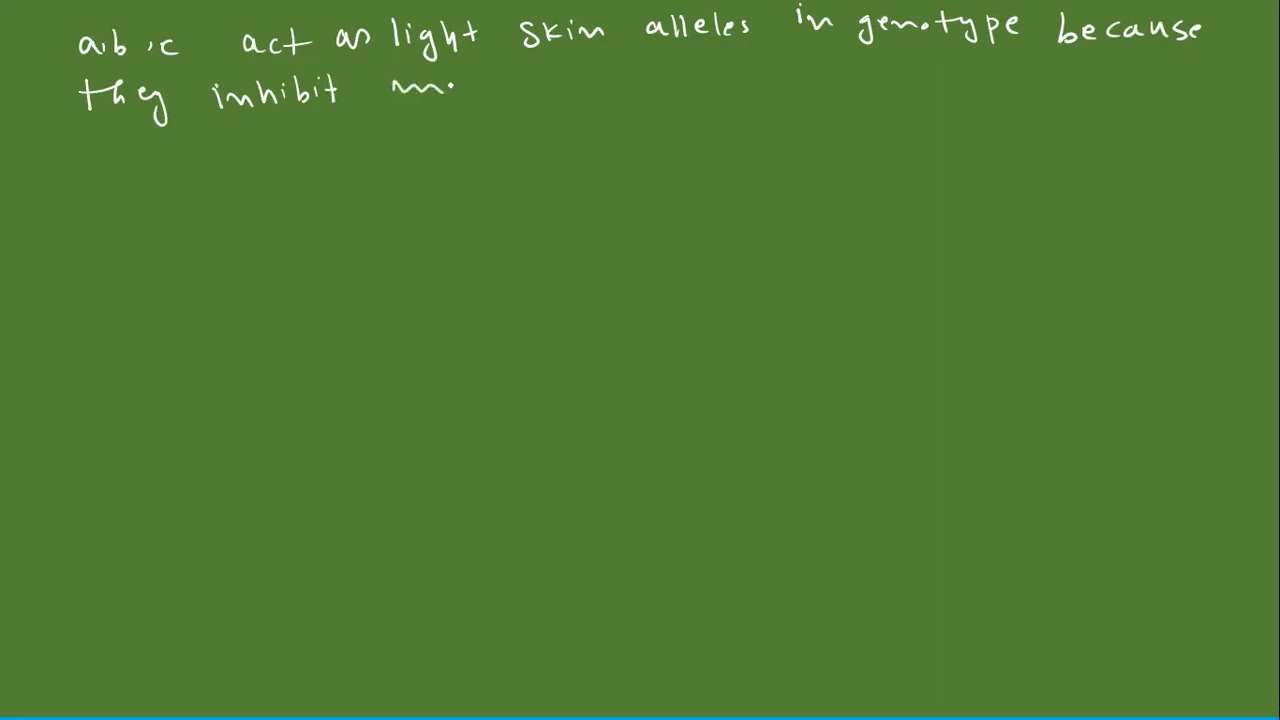 a,b,c act as light skin alleles in genotype because
they inhibit